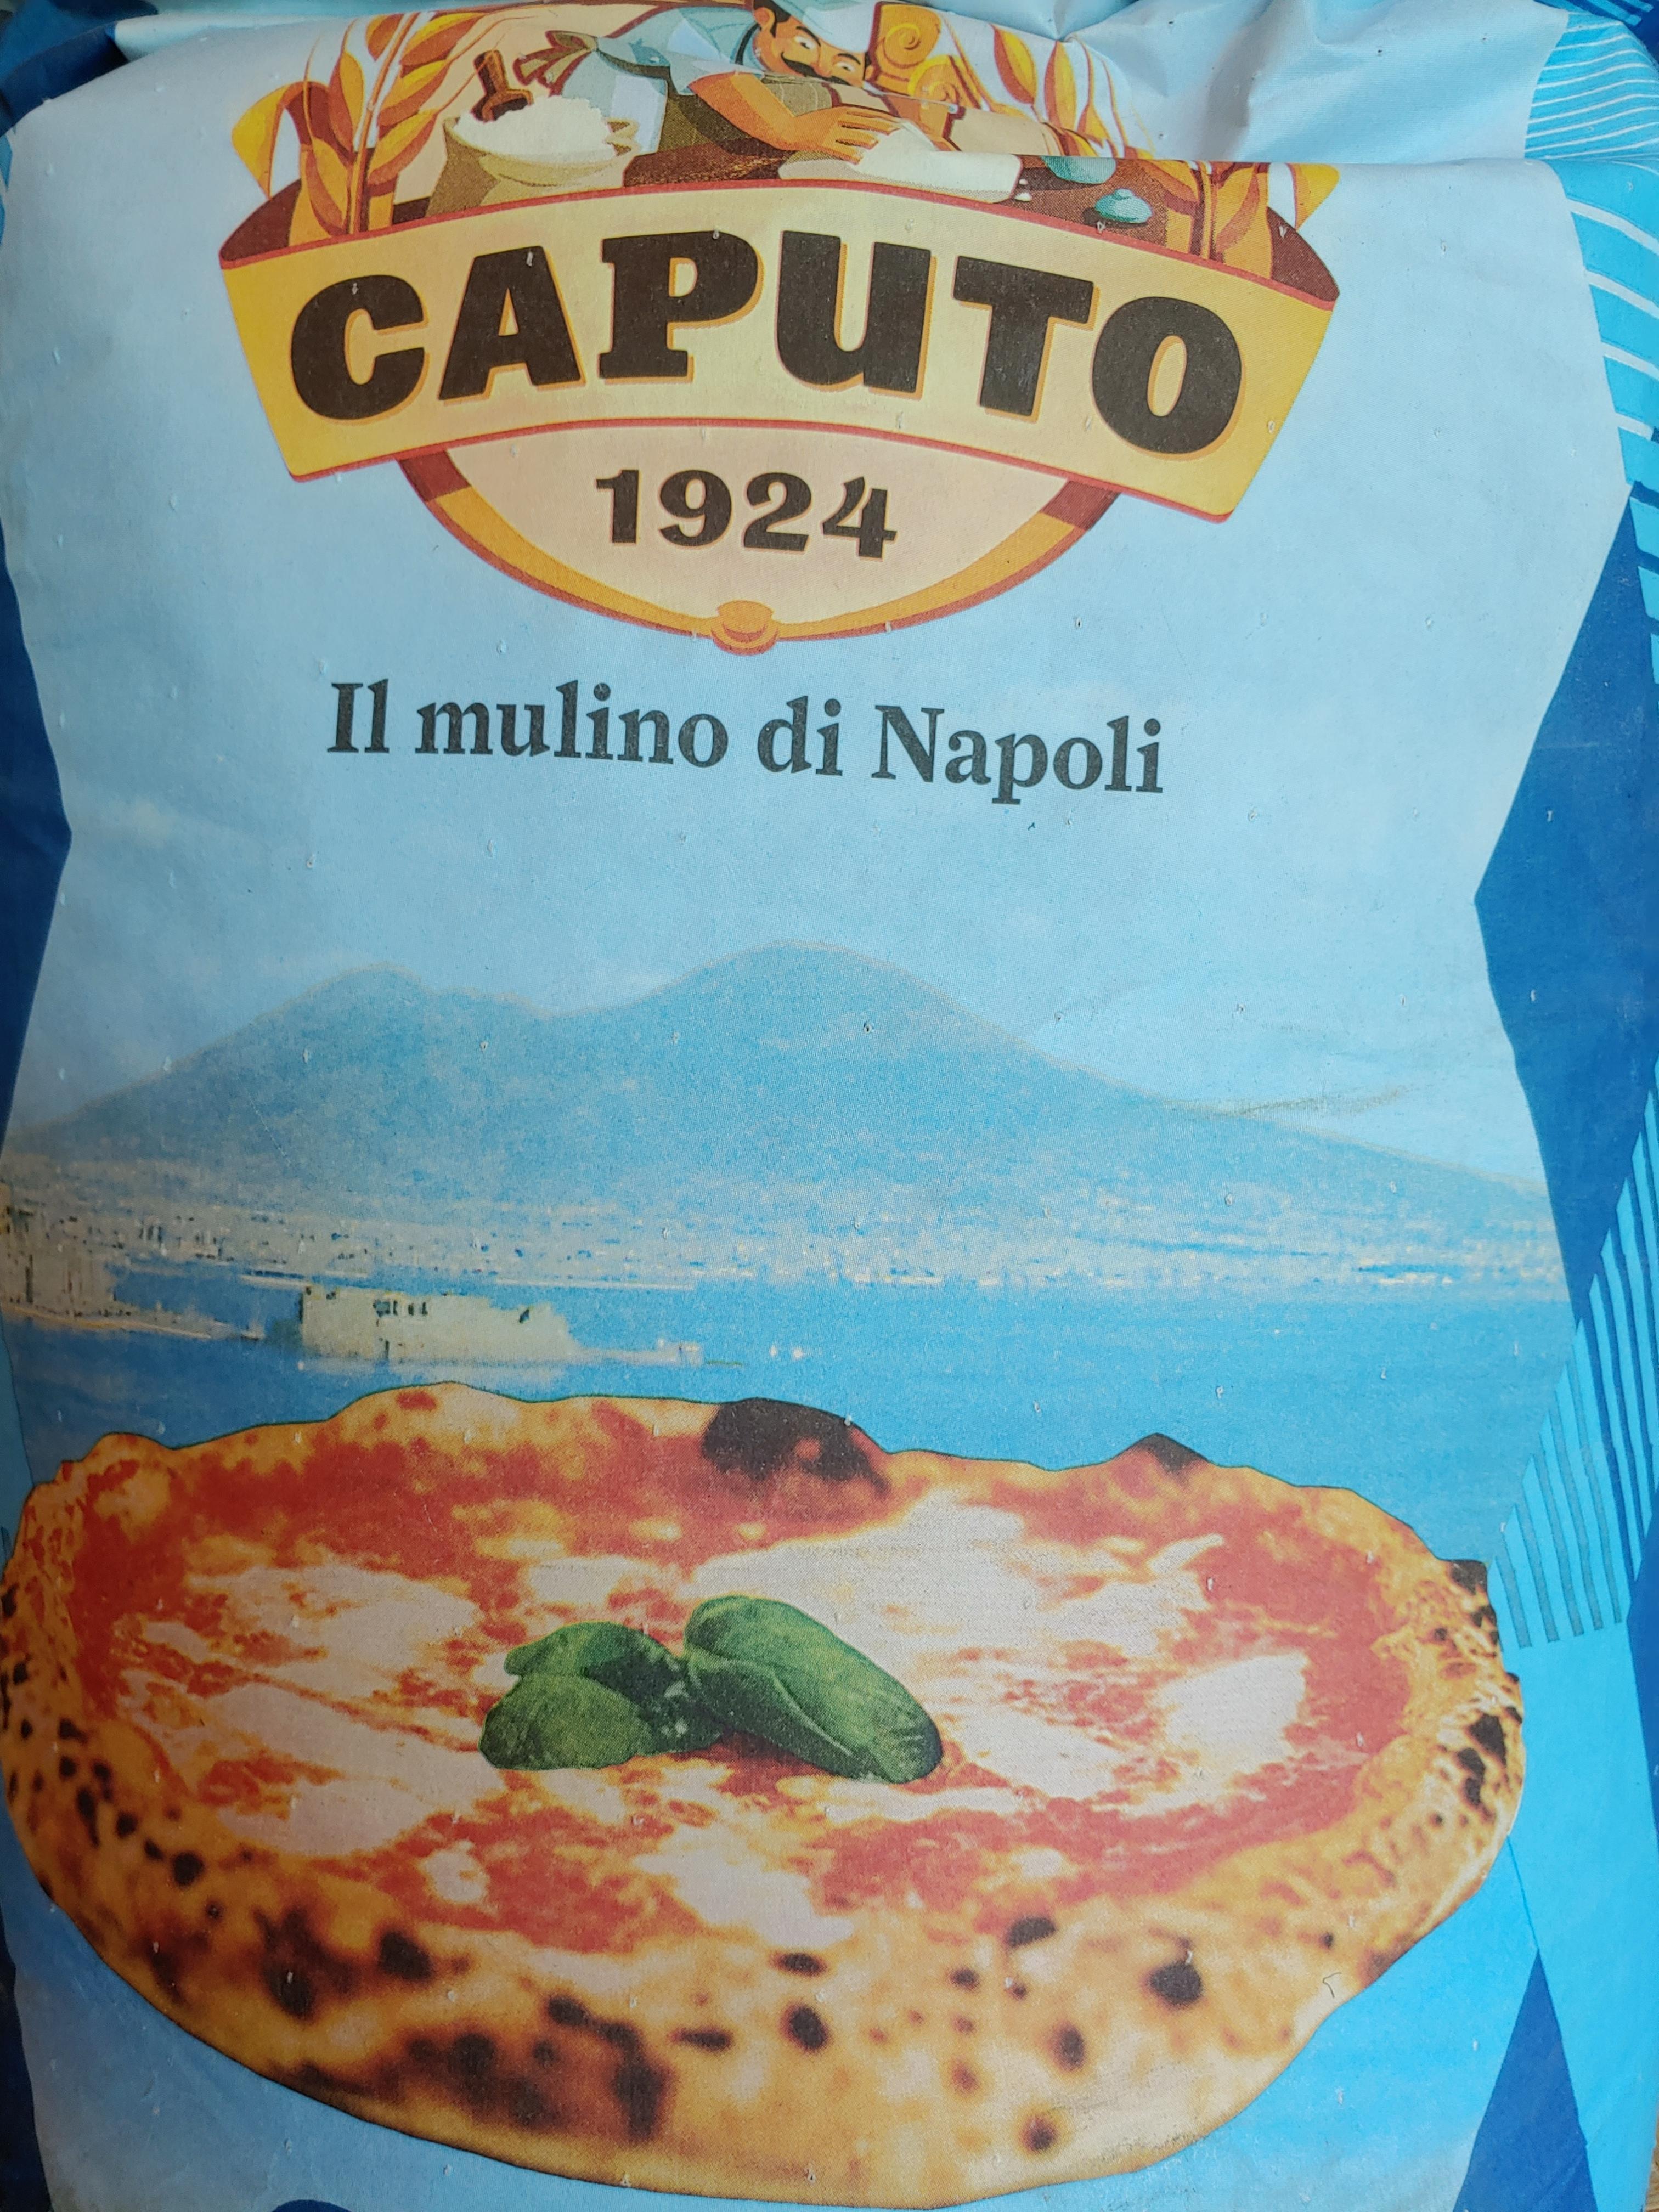 CAPUTO
1924
Il mulino di Napoli